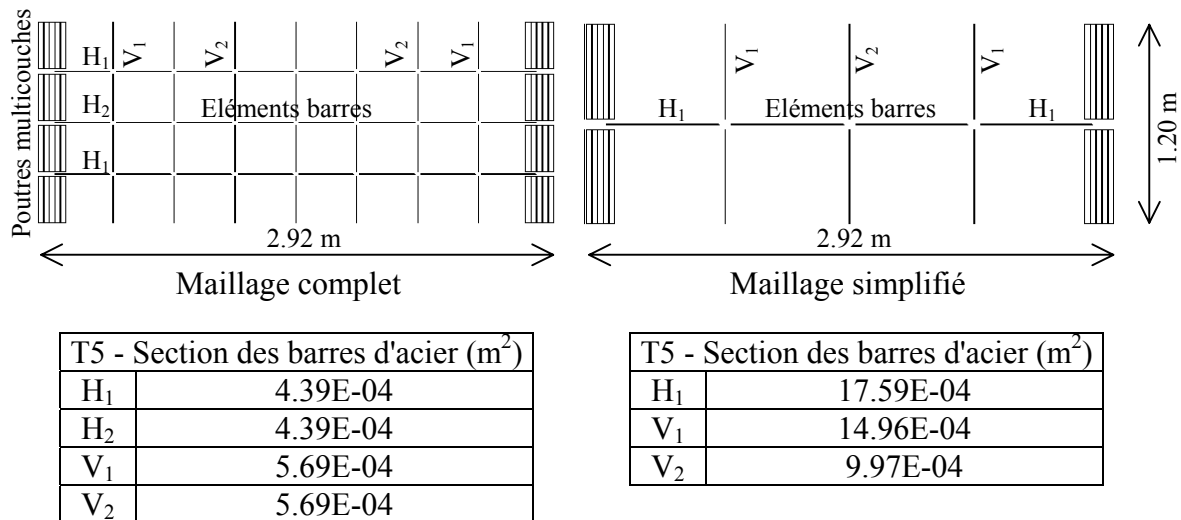 Poutres multicouches
H1
V1
V2
V2
V1
H2
Eléments barres
H1
2.92 m
Maillage complet
V1
V2
V1
H1
Eléments barres
H1
1.20 m
2.92 m
Maillage simplifié
T5 - Section des barres d'acier (m²)
H1 4.39E-04
H2 4.39E-04
V1 5.69E-04
V2 5.69E-04
T5 - Section des barres d'acier (m²)
H1 17.59E-04
V1 14.96E-04
V2 9.97E-04